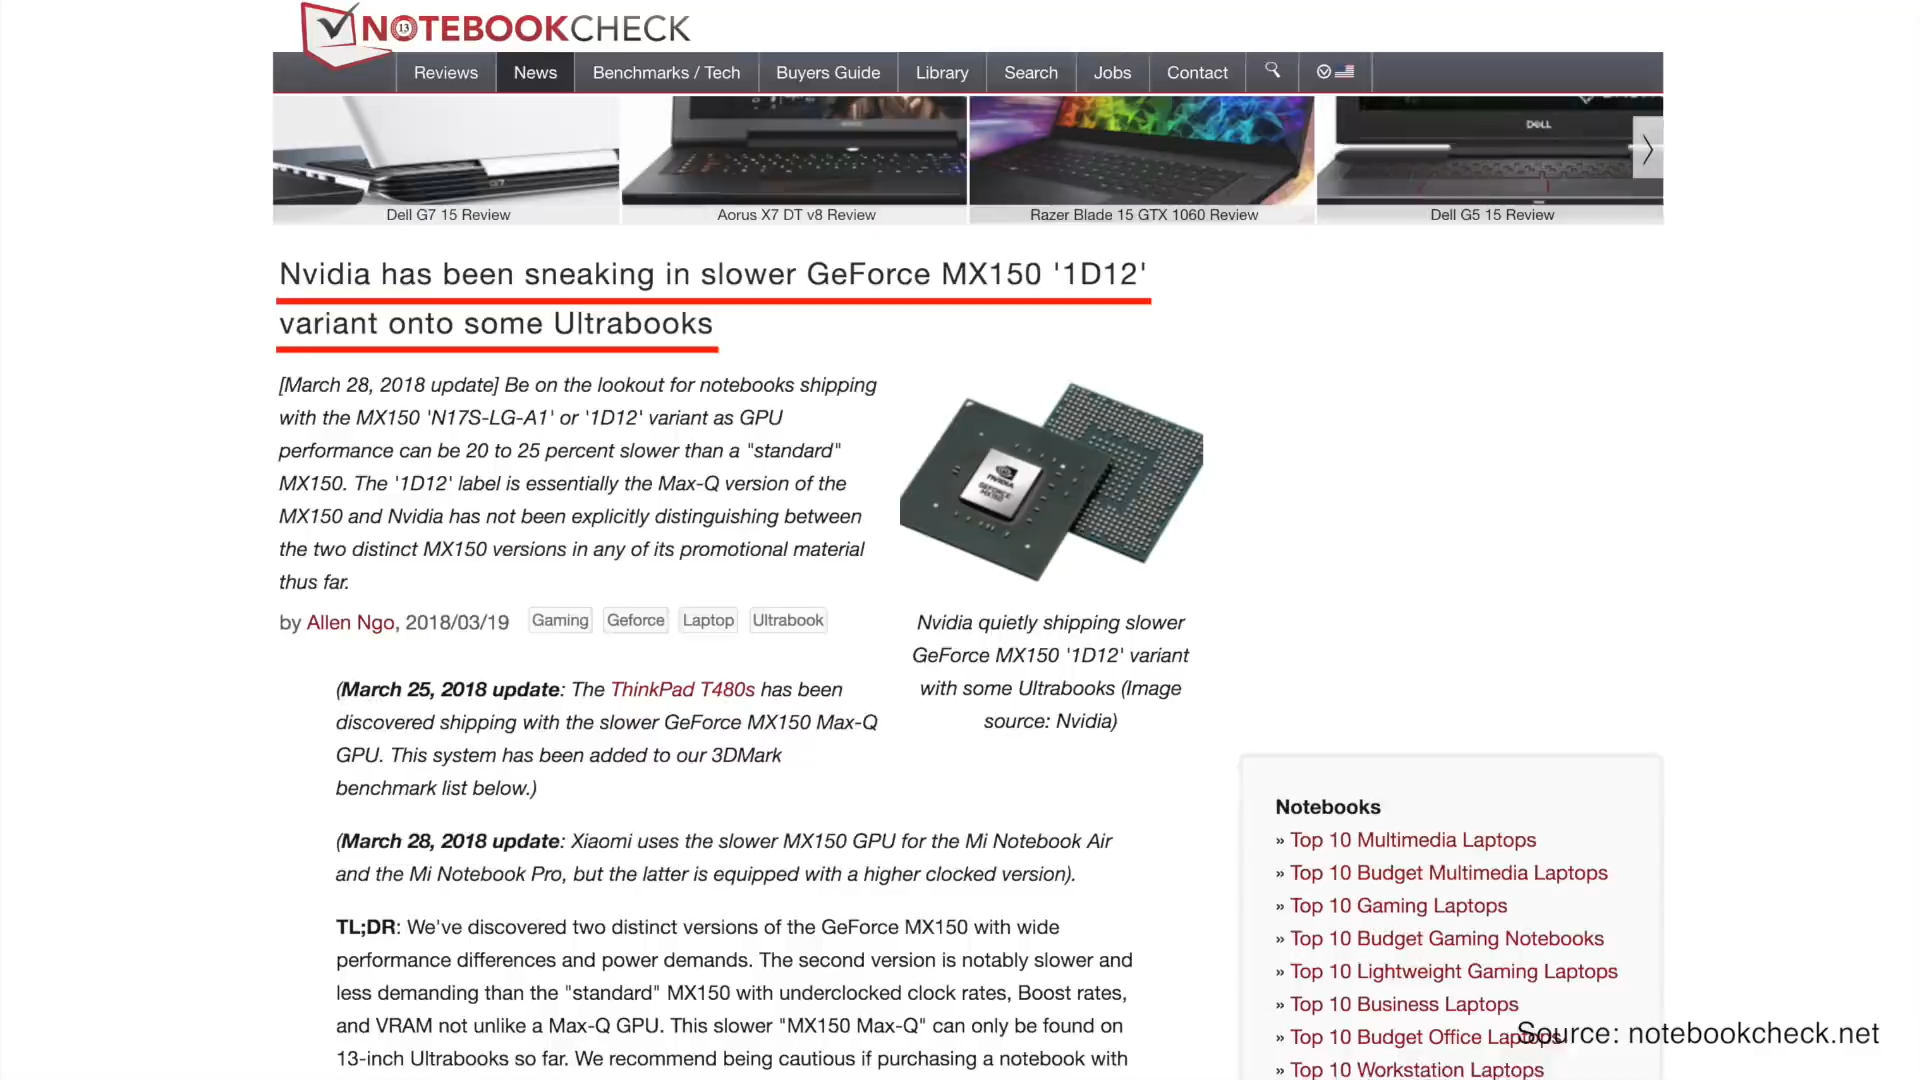 NOTEBOOKCHECK
Reviews
News
Benchmarks / Tech
Buyers Guide
Library
Search
Jobs
Contact
DELL
Dell G7 15 Review
Aorus X7 DT v8 Review
Razer Blade 15 GTX 1060 Review
Dell G5 15 Review
Nvidia has been sneaking in slower GeForce MX150 '1D12'
variant onto some Ultrabooks
[March 28, 2018 update] Be on the lookout for notebooks shipping
with the MX150 'N17S-LG-A1' or '1D12' variant as GPU
performance can be 20 to 25 percent slower than a "standard"
MX150. The '1D12' label is essentially the Max-Q version of the
MX150 and Nvidia has not been explicitly distinguishing between
the two distinct MX150 versions in any of its promotional material
thus far.
by Allen Ngo, 2018/03/19
Gaming
Geforce
Laptop
Ultrabook
NVIDIA
GEFORCE
MX150
Nvidia quietly shipping slower
GeForce MX150 '1D12' variant
with some Ultrabooks (Image
source: Nvidia)
(March 25, 2018 update: The ThinkPad T480s has been
discovered shipping with the slower GeForce MX150 Max-Q
GPU. This system has been added to our 3DMark
benchmark list below.)
(March 28, 2018 update: Xiaomi uses the slower MX150 GPU for the Mi Notebook Air
and the Mi Notebook Pro, but the latter is equipped with a higher clocked version).
TL;DR: We've discovered two distinct versions of the GeForce MX150 with wide
performance differences and power demands. The second version is notably slower and
less demanding than the "standard" MX150 with underclocked clock rates, Boost rates,
and VRAM not unlike a Max-Q GPU. This slower "MX150 Max-Q" can only be found on
13-inch Ultrabooks so far. We recommend being cautious if purchasing a notebook with
Notebooks
» Top 10 Multimedia Laptops
» Top 10 Budget Multimedia Laptops
» Top 10 Gaming Laptops
» Top 10 Budget Gaming Notebooks
» Top 10 Lightweight Gaming Laptops
» Top 10 Business Laptops
» Top 10 Budget Office Laptops
» Top 10 Workstation Laptops
Source: notebookcheck.net